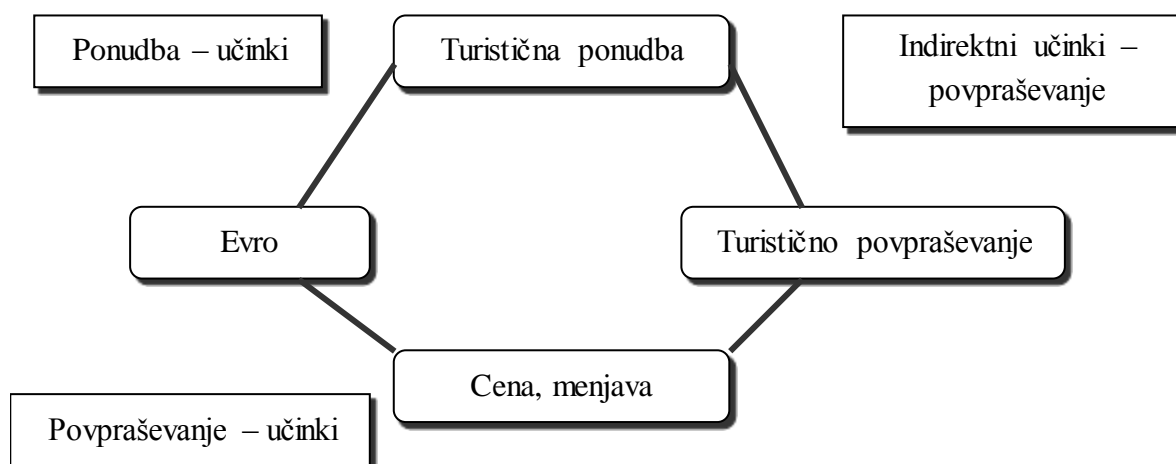 Ponudba – učinki
Turistična ponudba
Indirektni učinki –
povpraševanje
Evro
Turistično povpraševanje
Cena, menjava
Povpraševanje – učinki